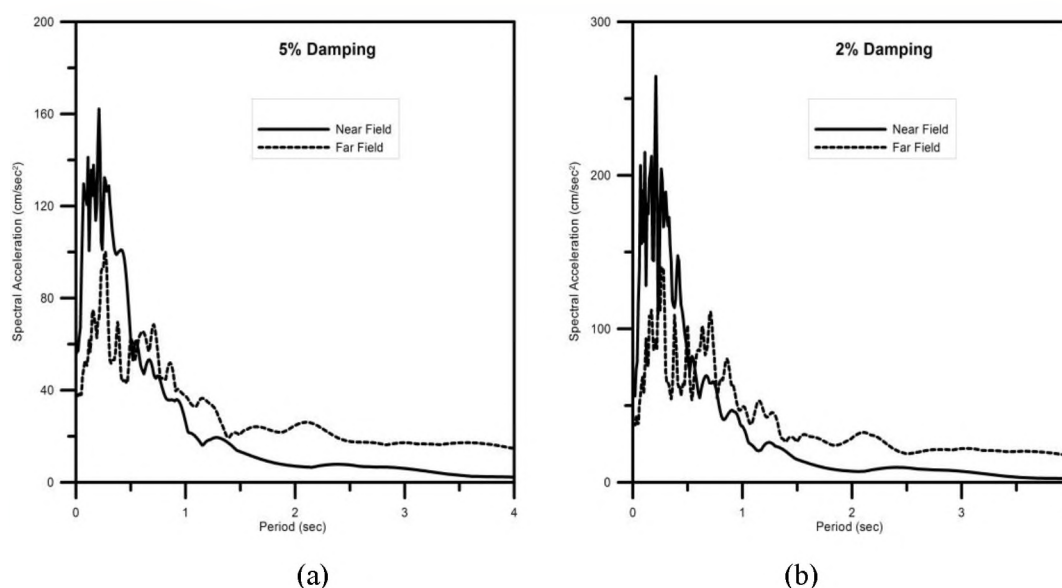 200
160
120
80
40
0
Spectral Acceleration (cm/sec²)
5% Damping
Near Field
Far Field
0 1 2 3 4
Period (sec)
(a)
300
200
100
0
Spectral Acceleration (cm/sec²)
2% Damping
Near Field
Far Field
0 1 2 3
Period (sec)
(b)